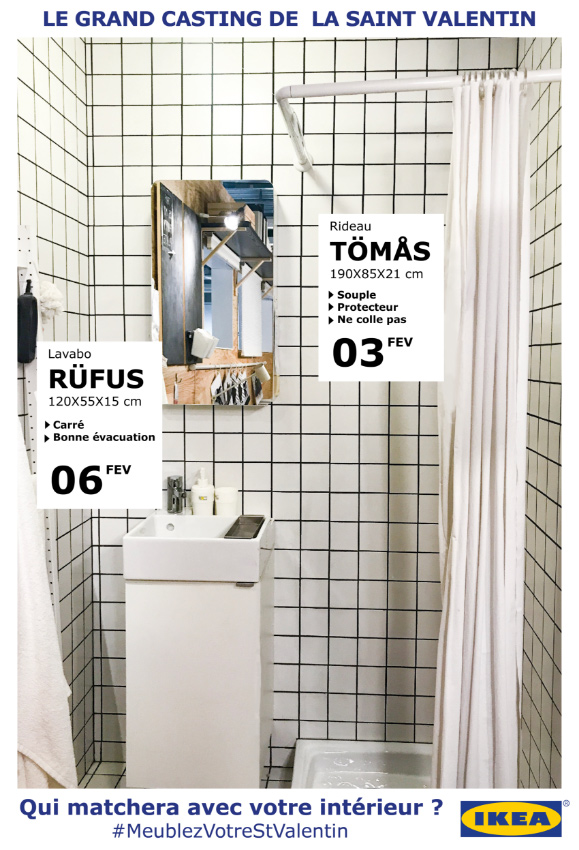 LE GRAND CASTING DE LA SAINT VALENTIN
Rideau
TÖMÅS
190X85X21 cm
Souple
Protecteur
Ne colle pas
03 FEV
Lavabo
RÜFUS
120X55X15 cm
Carré
Bonne évacuation
06 FEV
Qui matchera avec votre intérieur ?
#MeublezVotreStValentin
IKEA®